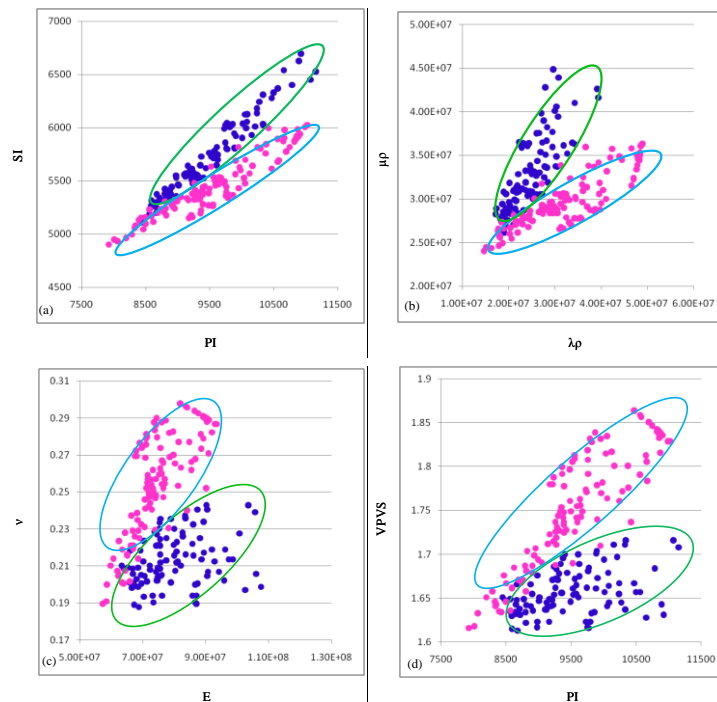 7000
6500
6000
5500
5000
4500
SI
(a)
7500 8500 9500 10500 11500
PI
5.00E+07
4.50E+07
4.00E+07
3.50E+07
3.00E+07
2.50E+07
2.00E+07
μρ
(b)
1.00E+07 2.00E+07 3.00E+07 4.00E+07 5.00E+07 6.00E+07
λρ
0.31
0.29
0.27
0.25
0.23
0.21
0.19
0.17
ν
(c)
5.00E+07 7.00E+07 9.00E+07 1.10E+08 1.30E+08
E
1.9
1.85
1.8
1.75
1.7
1.65
1.6
VPVS
(d)
7500 8500 9500 10500 11500
PI